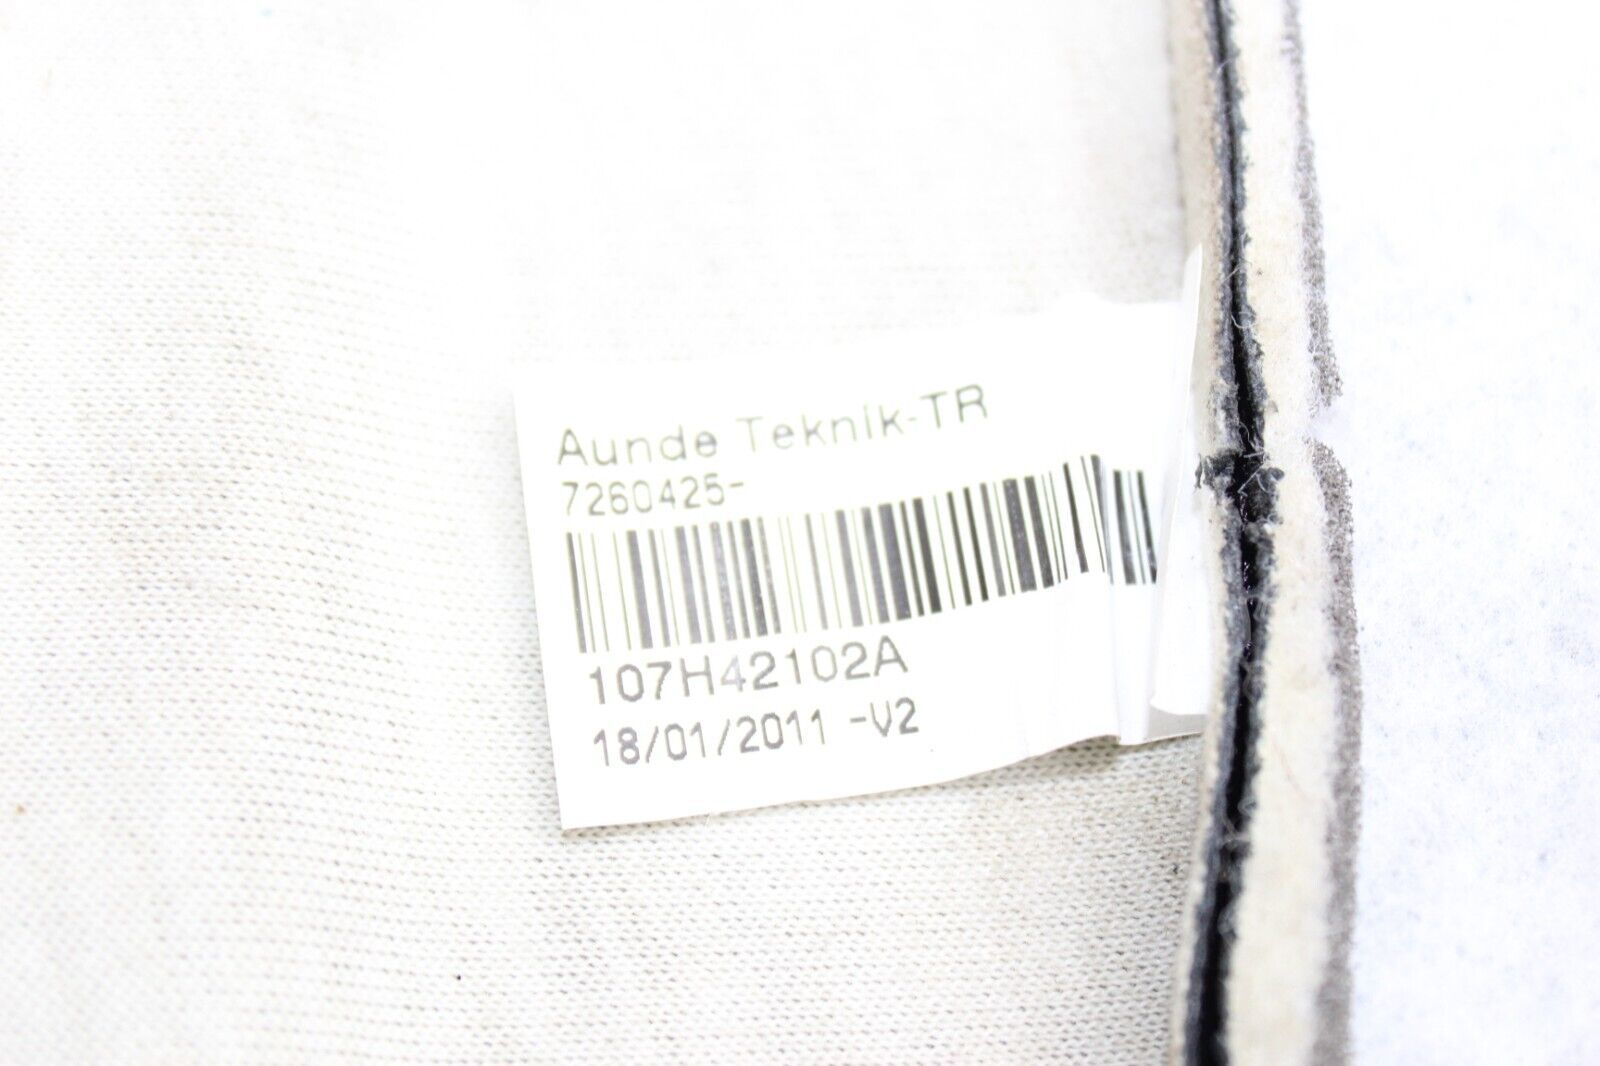 Aunde Teknik-TR
7260425-
107H42102A
18/01/2011 -V2